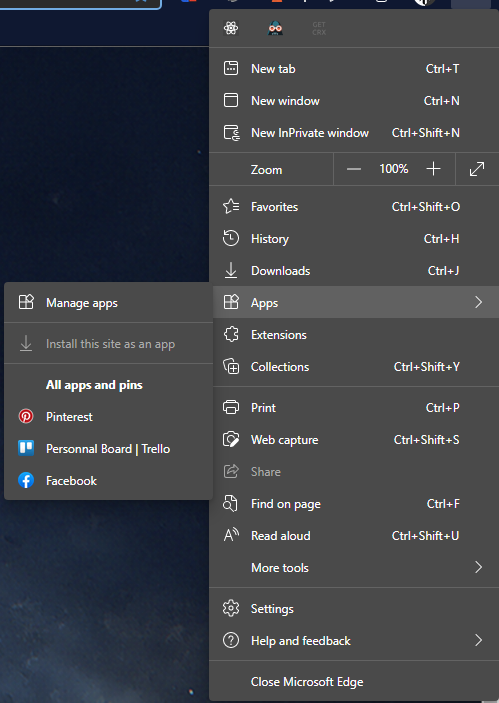 GET
CRX
New tab Ctrl+T
New window Ctrl+N
New InPrivate window Ctrl+Shift+N
Zoom 100%
Favorites Ctrl+Shift+O
History Ctrl+H
Downloads Ctrl+J
Apps
Extensions
Collections Ctrl+Shift+Y
Print Ctrl+P
Web capture Ctrl+Shift+S
Share
Find on page Ctrl+F
Read aloud Ctrl+Shift+U
More tools
Settings
Help and feedback
Close Microsoft Edge
Manage apps
Install this site as an app
All apps and pins
Pinterest
Personnal Board | Trello
Facebook